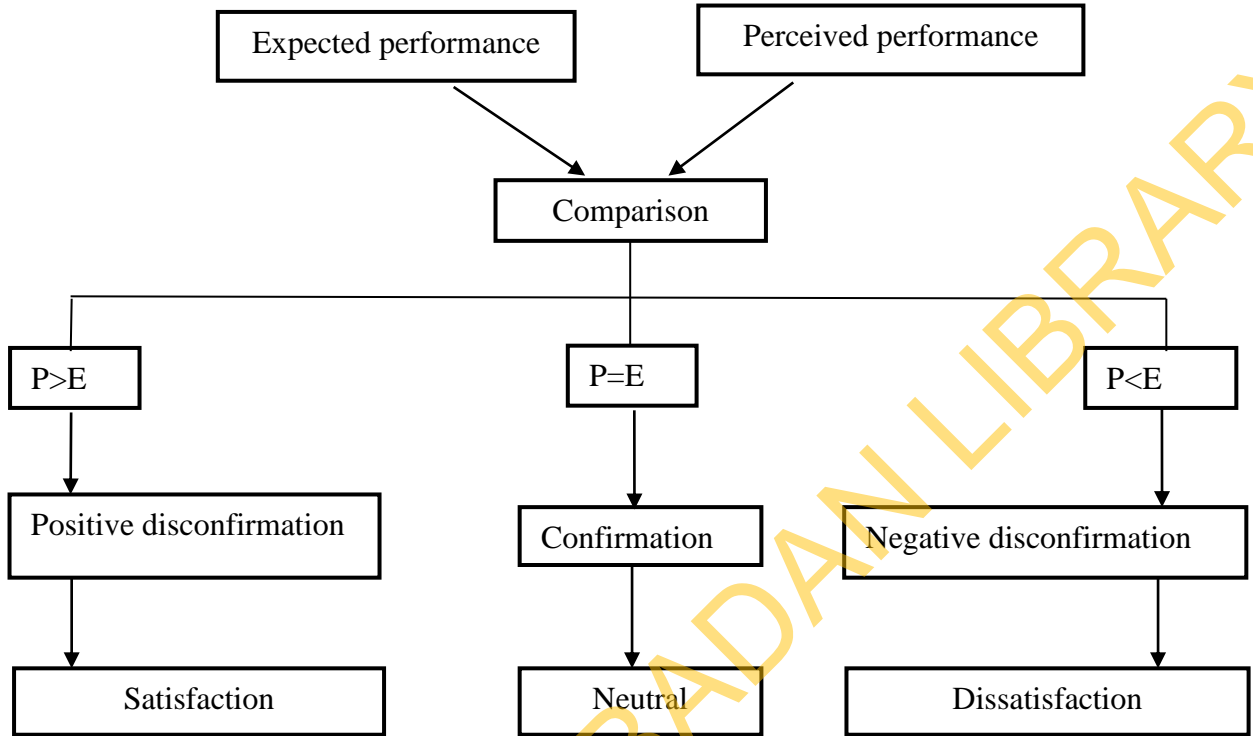 Expected performance
Perceived performance
Comparison
P>E
P=E
P<E
Positive disconfirmation
Confirmation
Negative disconfirmation
Satisfaction
Neutral
Dissatisfaction
BADAN LIBRARY